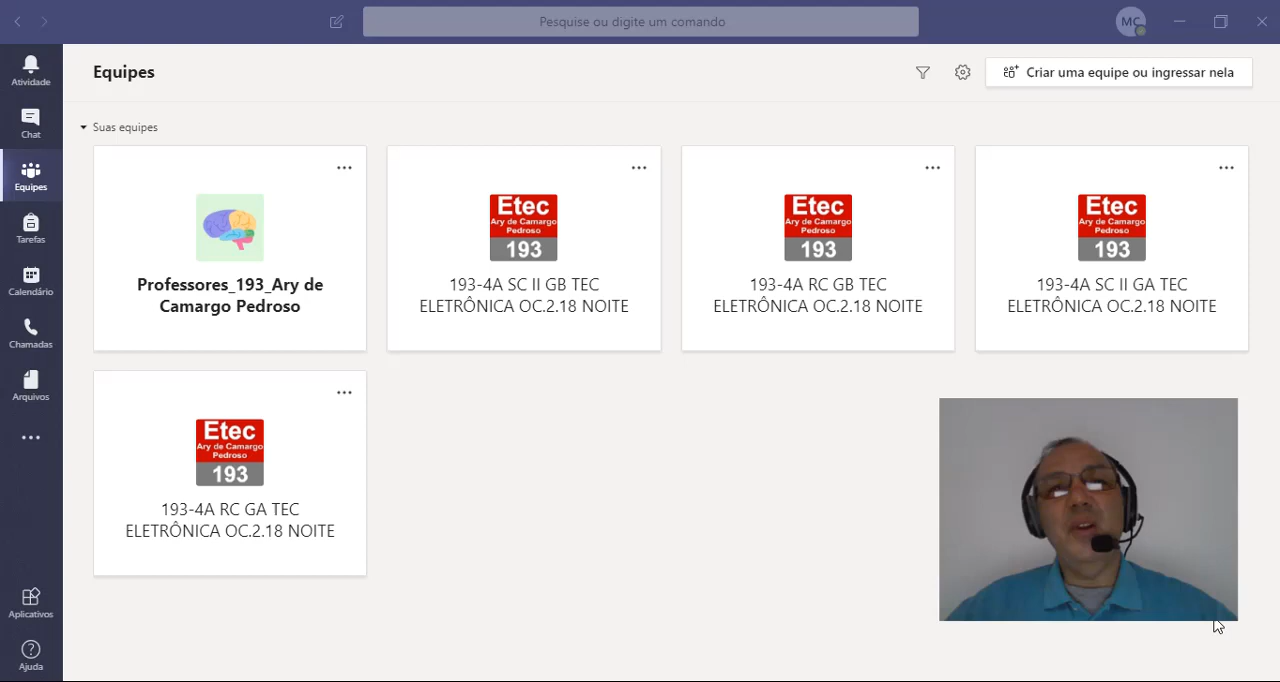 Pesquise ou digite um comando
MC
Atividade
Chat
Equipes
Tarefas
Calendário
Chamadas
Arquivos
Aplicativos
Ajuda
Equipes
Criar uma equipe ou ingressar nela
Suas equipes
Professores_193_Ary de
Camargo Pedroso
Etec
Ary de Camargo
Pedroso
193
193-4A SC II GB TEC
ELETRÔNICA OC.2.18 NOITE
Etec
Ary de Camargo
Pedroso
193
193-4A RC GB TEC
ELETRÔNICA OC.2.18 NOITE
Etec
Ary de Camargo
Pedroso
193
193-4A SC II GA TEC
ELETRÔNICA OC.2.18 NOITE
Etec
Ary de Camargo
Pedroso
193
193-4A RC GA TEC
ELETRÔNICA OC.2.18 NOITE